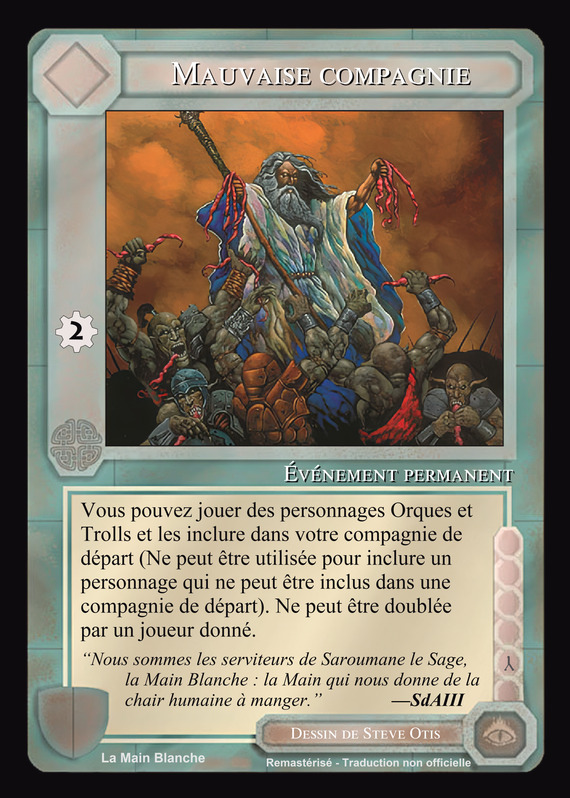 Mauvaise compagnie
2
Événement permanent
Vous pouvez jouer des personnages Orques et
Trolls et les inclure dans votre compagnie de
départ (Ne peut être utilisée pour inclure un
personnage qui ne peut être inclus dans une
compagnie de départ). Ne peut être doublée
par un joueur donné.
“Nous sommes les serviteurs de Saroumane le Sage,
la Main Blanche : la Main qui nous donne de la
chair humaine à manger.” —SdAIII
Dessin de Steve Otis
La Main Blanche
Remastérisé - Traduction non officielle